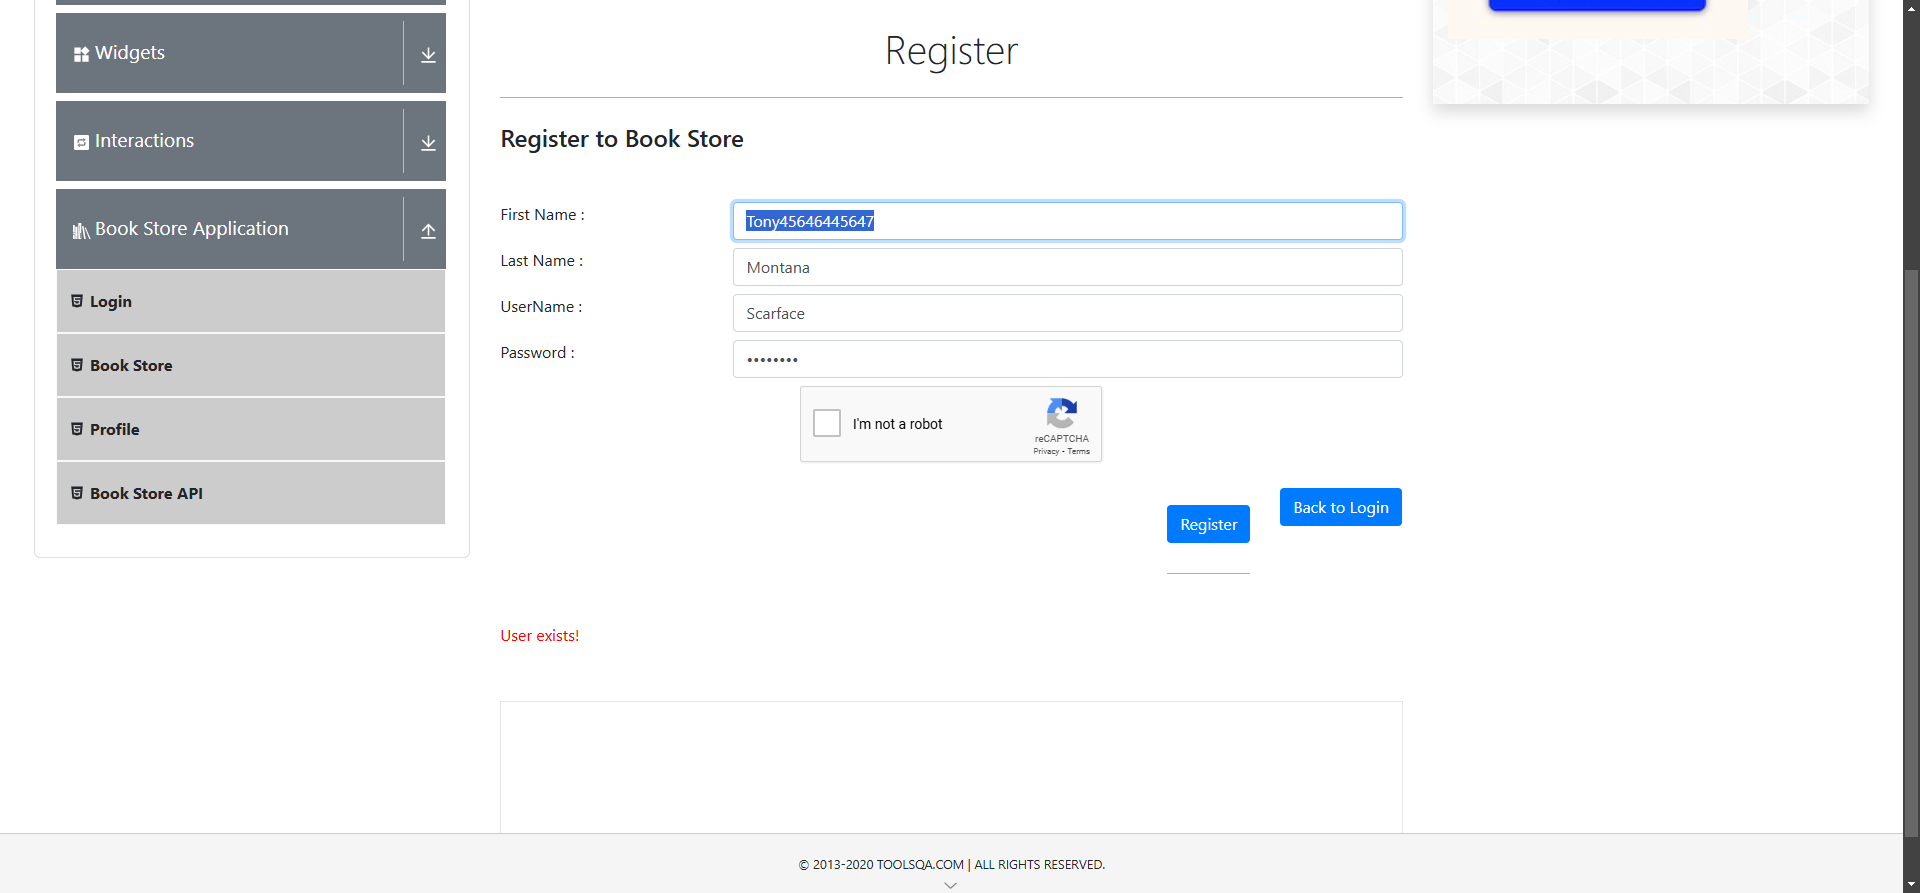 Widgets
Interactions
Book Store Application
Login
Book Store
Profile
Book Store API
Register
Register to Book Store
First Name :
Tony45646445647
Last Name :
Montana
UserName :
Scarface
Password :
••••••••
I'm not a robot
reCAPTCHA
Privacy - Terms
Register
Back to Login
User exists!
© 2013-2020 TOOLSQA.COM | ALL RIGHTS RESERVED.